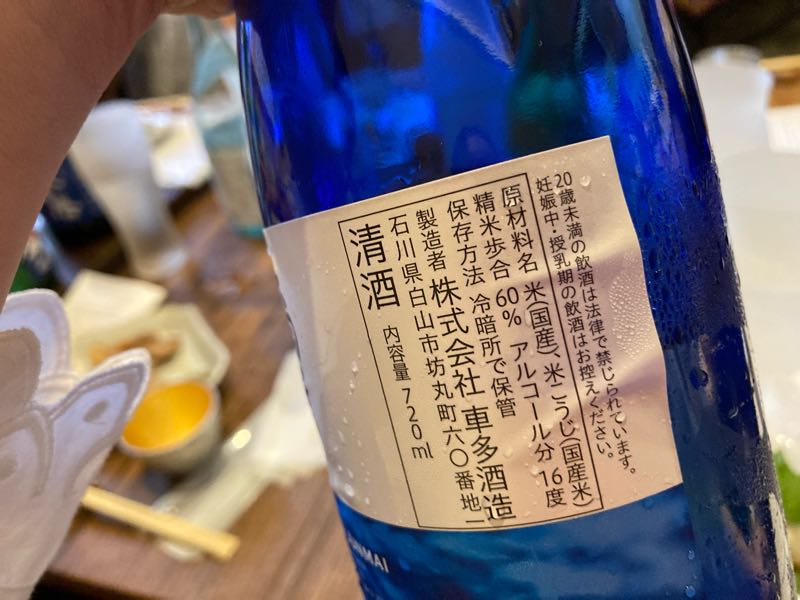 20歳未満の飲酒は法律で禁じられています。
妊娠中・授乳期の飲酒はお控えください。
原材料名 米(国産)、米こうじ(国産米)
精米歩合 60% アルコール分 16度
保存方法 冷暗所で保管
製造者 株式会社 車多酒造
石川県白山市坊丸町六〇番地一
清酒 内容量 720ml
NMAI